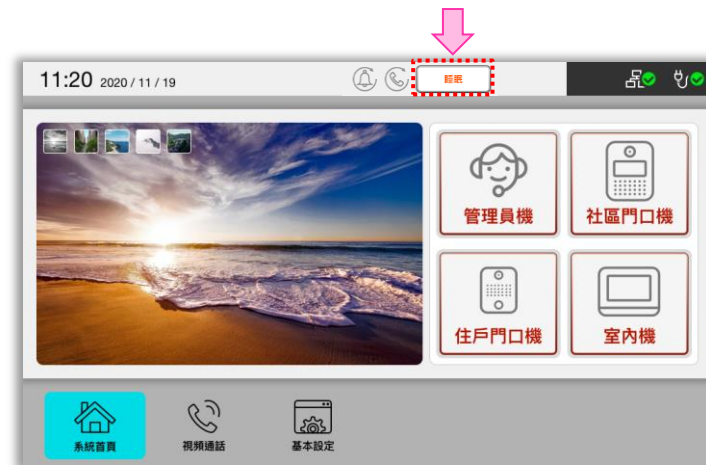 11:20 2020 / 11 / 19
睡眠
管理員機
社區門口機
住戶門口機
室內機
系統首頁
視頻通話
基本設定